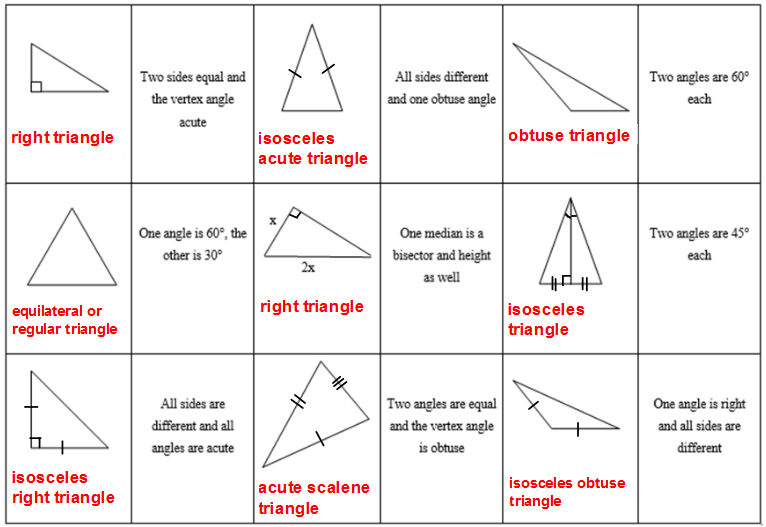 right triangle
Two sides equal and
the vertex angle
acute
isosceles
acute triangle
All sides different
and one obtuse angle
obtuse triangle
Two angles are 60°
each
equilateral or
regular triangle
One angle is 60°, the
other is 30°
x
2x
right triangle
One median is a
bisector and height
as well
isosceles
triangle
Two angles are 45°
each
isosceles
right triangle
All sides are
different and all
angles are acute
acute scalene
triangle
Two angles are equal
and the vertex angle
is obtuse
isosceles obtuse
triangle
One angle is right
and all sides are
different